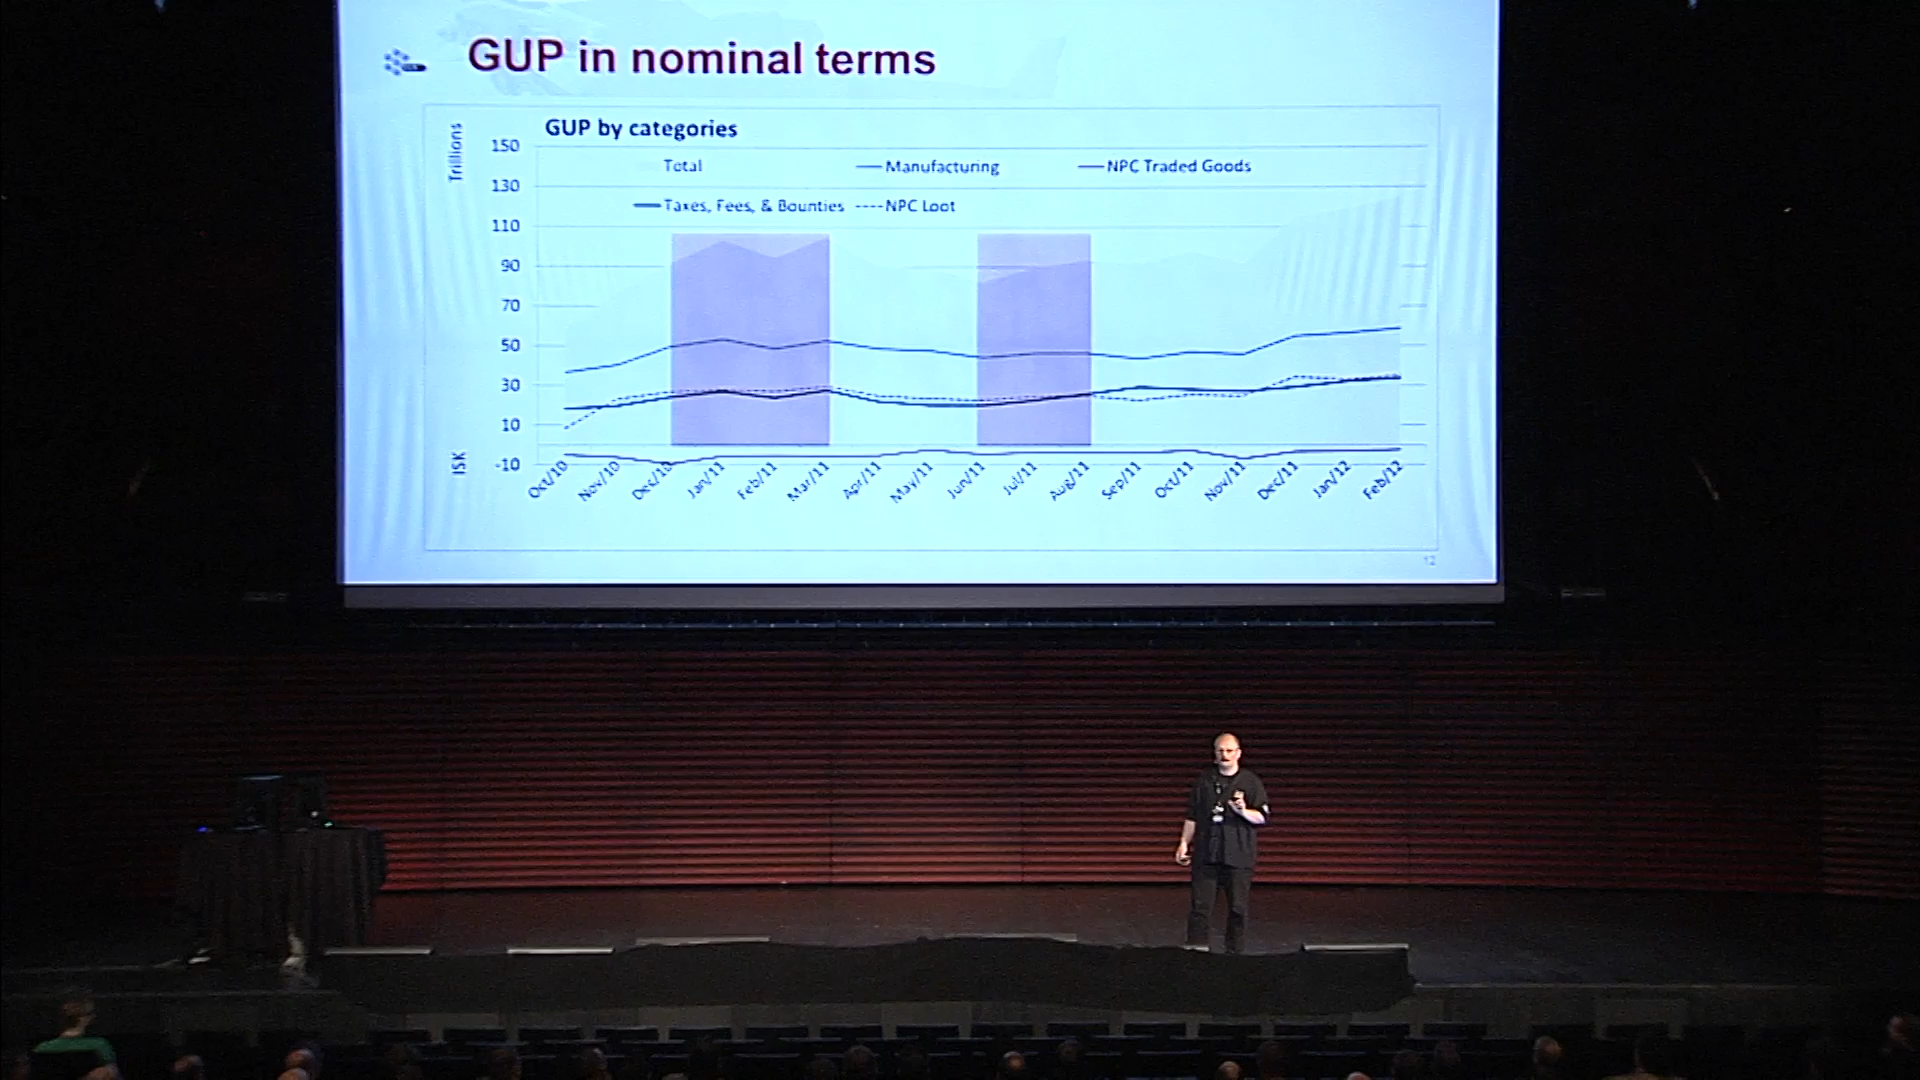 GUP in nominal terms
GUP by categories
Trillions
150
Total
Manufacturing
NPC Traded Goods
130
Taxes, Fees, & Bounties
NPC Loot
110
90
70
50
30
10
-10
ISK
Oct/10
Nov/10
Dec/10
Jan/11
Feb/11
Mar/11
Apr/11
May/11
Jun/11
Jul/11
Aug/11
Sep/11
Oct/11
Nov/11
Dec/11
Jan/12
Feb/12
12